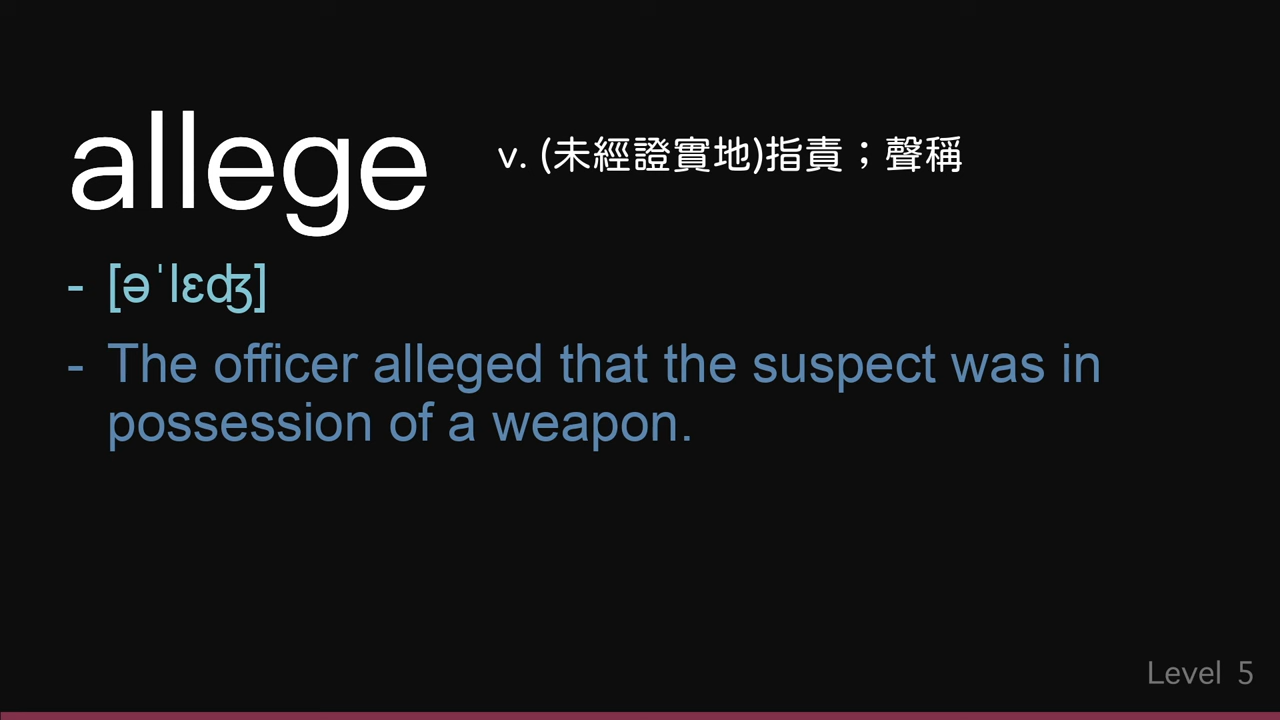 allege v. (未經證實地)指責；聲稱
- [əˈlɛʤ]
- The officer alleged that the suspect was in
possession of a weapon.
Level 5